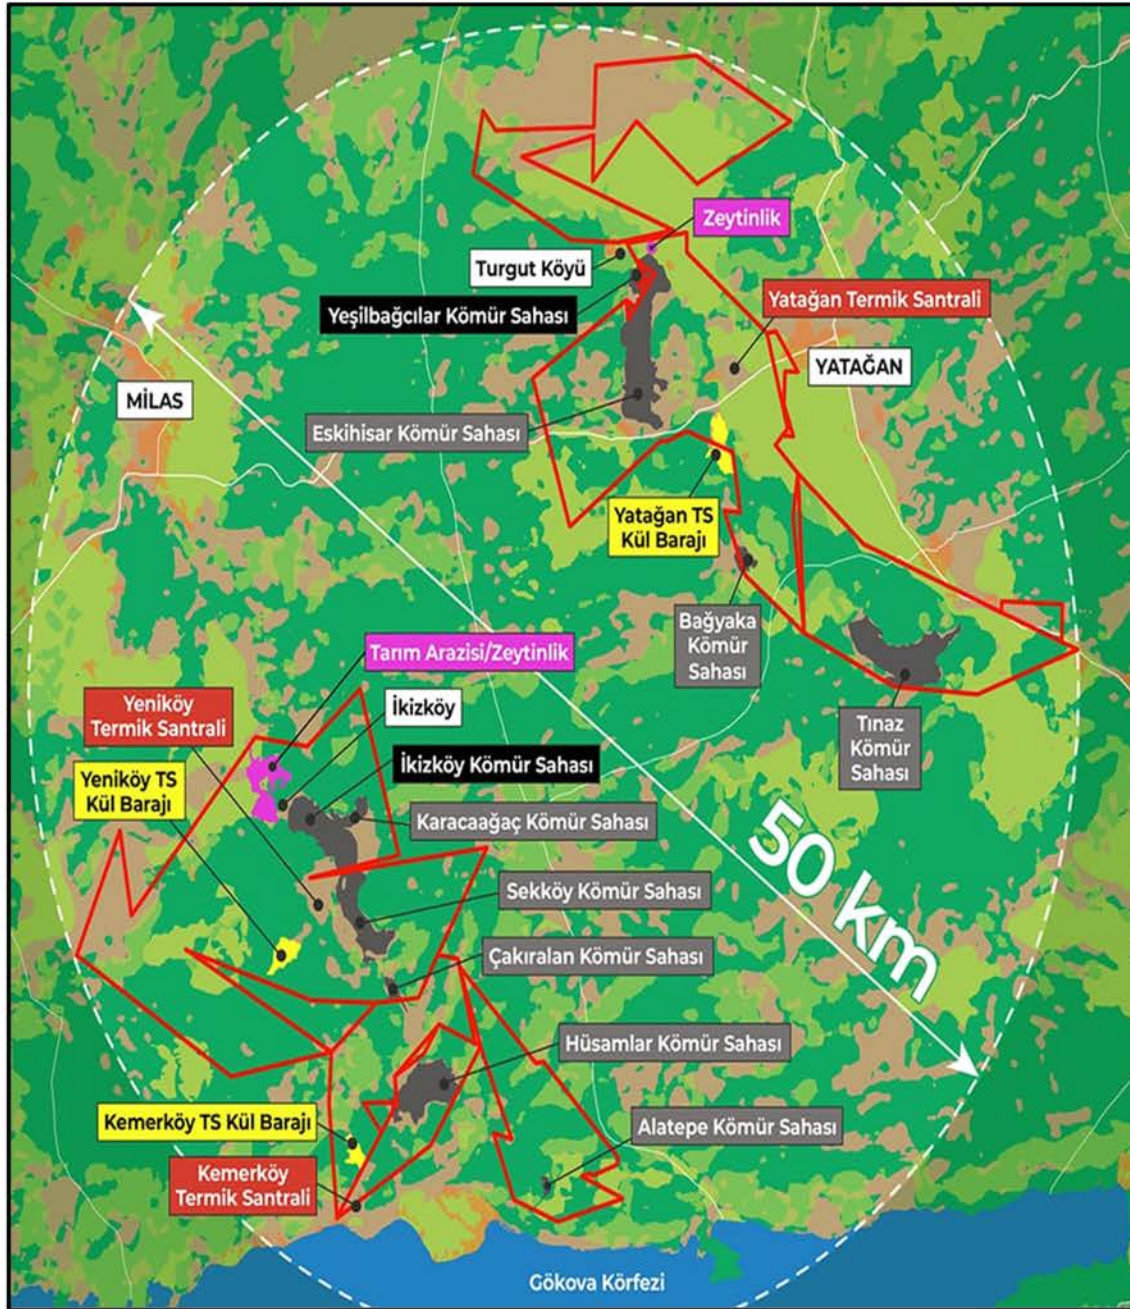 Zeytinlik
Turgut Köyü
Yatağan Termik Santrali
Yeşilbağcılar Kömür Sahası
YATAĞAN
MİLAS
Eskihisar Kömür Sahası
Yatağan TS
Kül Barajı
Bağyaka
Kömür
Sahası
Tarım Arazisi/Zeytinlik
Yeniköy
Termik Santrali
İkizköy
Tınaz
Kömür
Sahası
Yeniköy TS
Kül Barajı
İkizköy Kömür Sahası
Karacaağaç Kömür Sahası
50 km
Sekköy Kömür Sahası
Çakıralan Kömür Sahası
Hüsamlar Kömür Sahası
Kemerköy TS Kül Barajı
Alatepe Kömür Sahası
Kemerköy
Termik Santrali
Gökova Körfezi